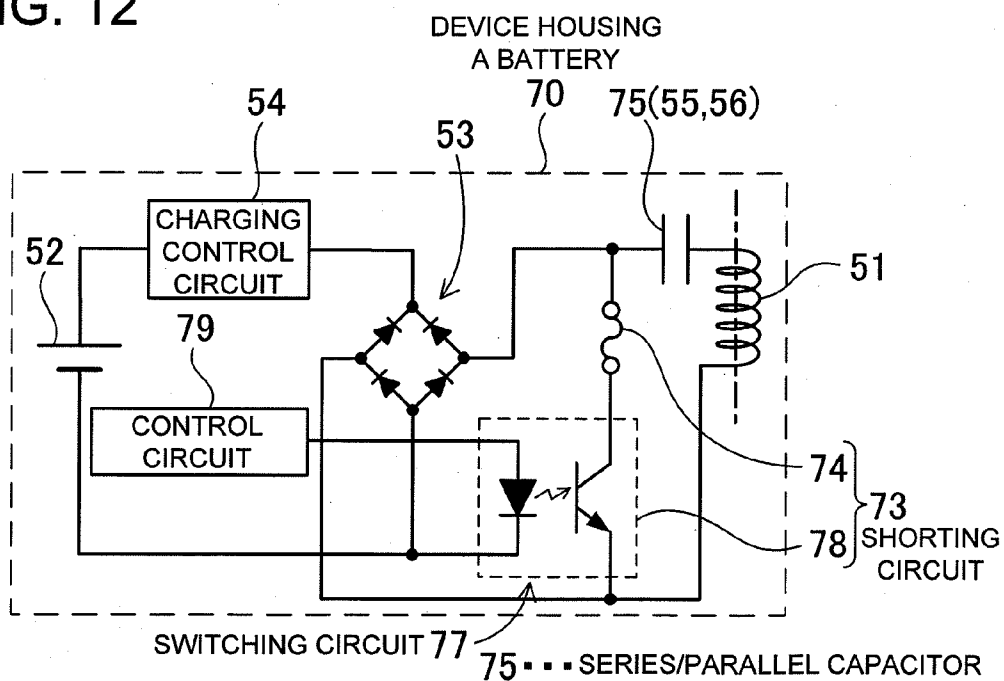 IG. 12
DEVICE HOUSING
A BATTERY
70
54
53
75(55,56)
CHARGING
CONTROL
CIRCUIT
52
51
79
CONTROL
CIRCUIT
74
73
78
SHORTING
CIRCUIT
SWITCHING CIRCUIT 77
75 ··· SERIES/PARALLEL CAPACITOR